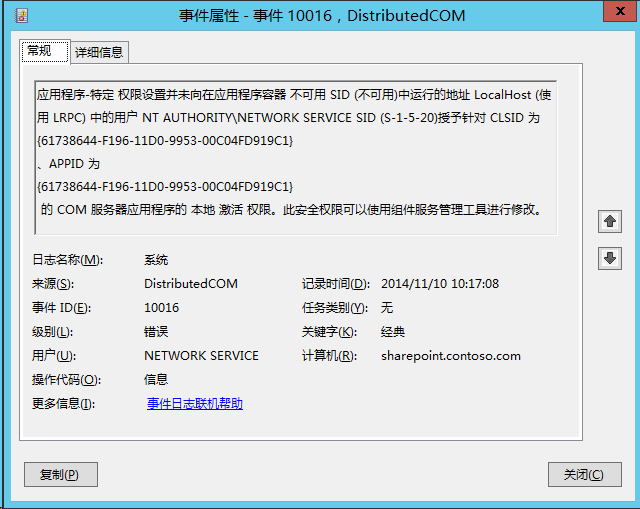 事件属性 - 事件 10016，DistributedCOM
常规 详细信息
应用程序-特定 权限设置并未向在应用程序容器 不可用 SID (不可用)中运行的地址 LocalHost (使
用 LRPC) 中的用户 NT AUTHORITY\NETWORK SERVICE SID (S-1-5-20)授予针对 CLSID 为
{61738644-F196-11D0-9953-00C04FD919C1}
、APPID 为
{61738644-F196-11D0-9953-00C04FD919C1}
的 COM 服务器应用程序的 本地 激活 权限。此安全权限可以使用组件服务管理工具进行修改。
日志名称(M): 系统
来源(S): DistributedCOM 记录时间(D): 2014/11/10 10:17:08
事件 ID(E): 10016 任务类别(Y): 无
级别(L): 错误 关键字(K): 经典
用户(U): NETWORK SERVICE 计算机(R): sharepoint.contoso.com
操作代码(O): 信息
更多信息(I): 事件日志联机帮助
复制(P) 关闭(C)